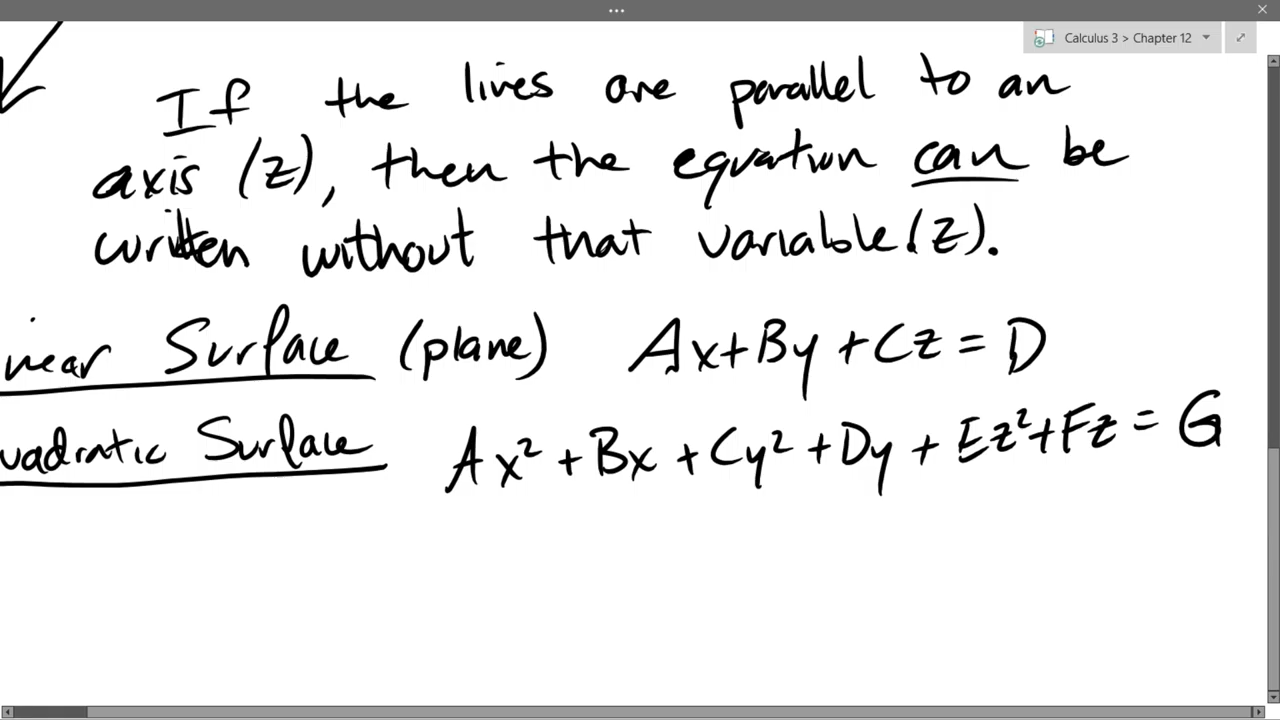 Calculus 3 > Chapter 12
If the lines are parallel to an
axis (z), then the equation can be
written without that variable (z).
near Surface (plane) Ax+By+Cz = D
uadratic Surface Ax² + Bx + Cy² + Dy + Ez² + Fz = G